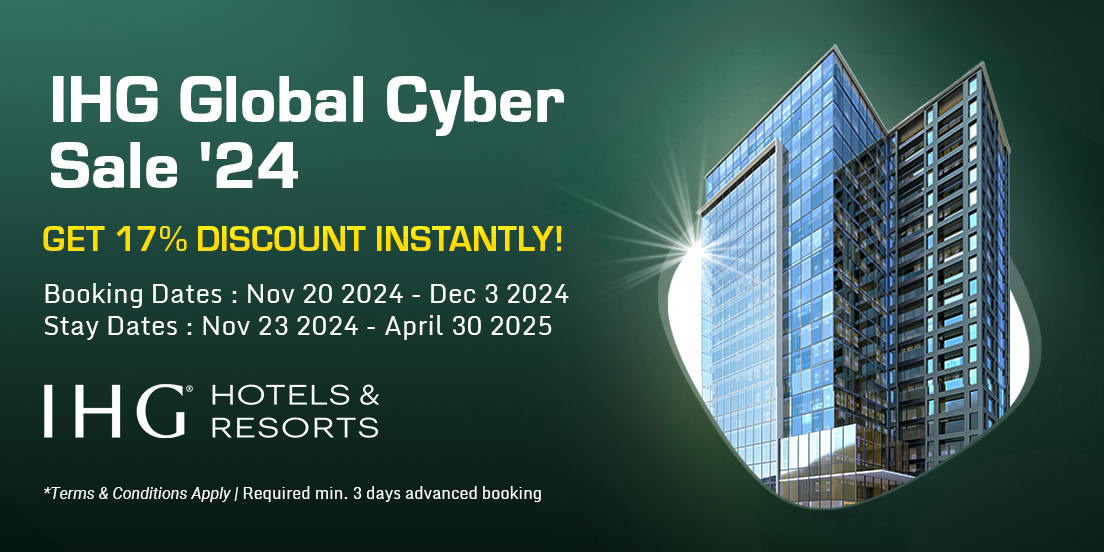 IHG Global Cyber
Sale '24
GET 17% DISCOUNT INSTANTLY!
Booking Dates : Nov 20 2024 - Dec 3 2024
Stay Dates : Nov 23 2024 - April 30 2025
IHG® HOTELS &
RESORTS
*Terms & Conditions Apply | Required min. 3 days advanced booking